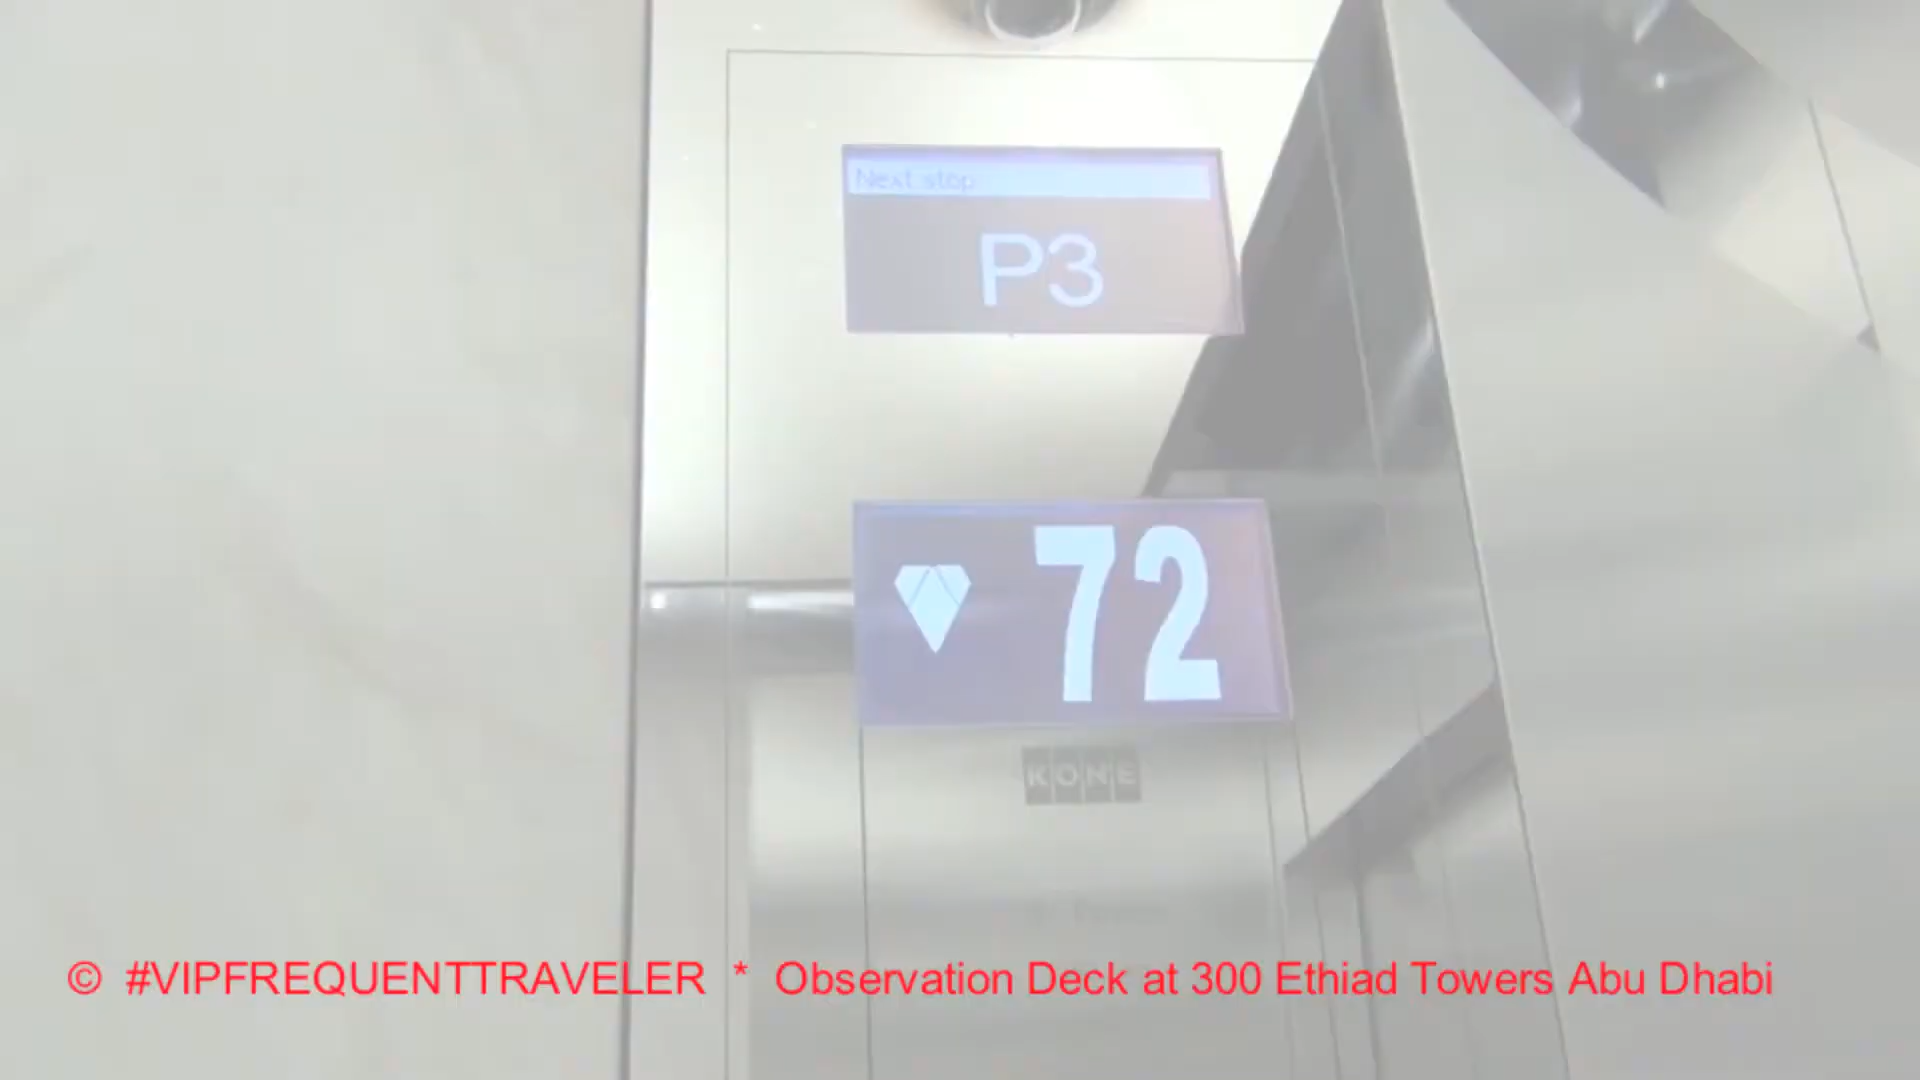 Next stop
P3
72
KONE
© #VIPFREQUENTTRAVELER * Observation Deck at 300 Ethiad Towers Abu Dhabi